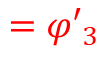 = φ′₃